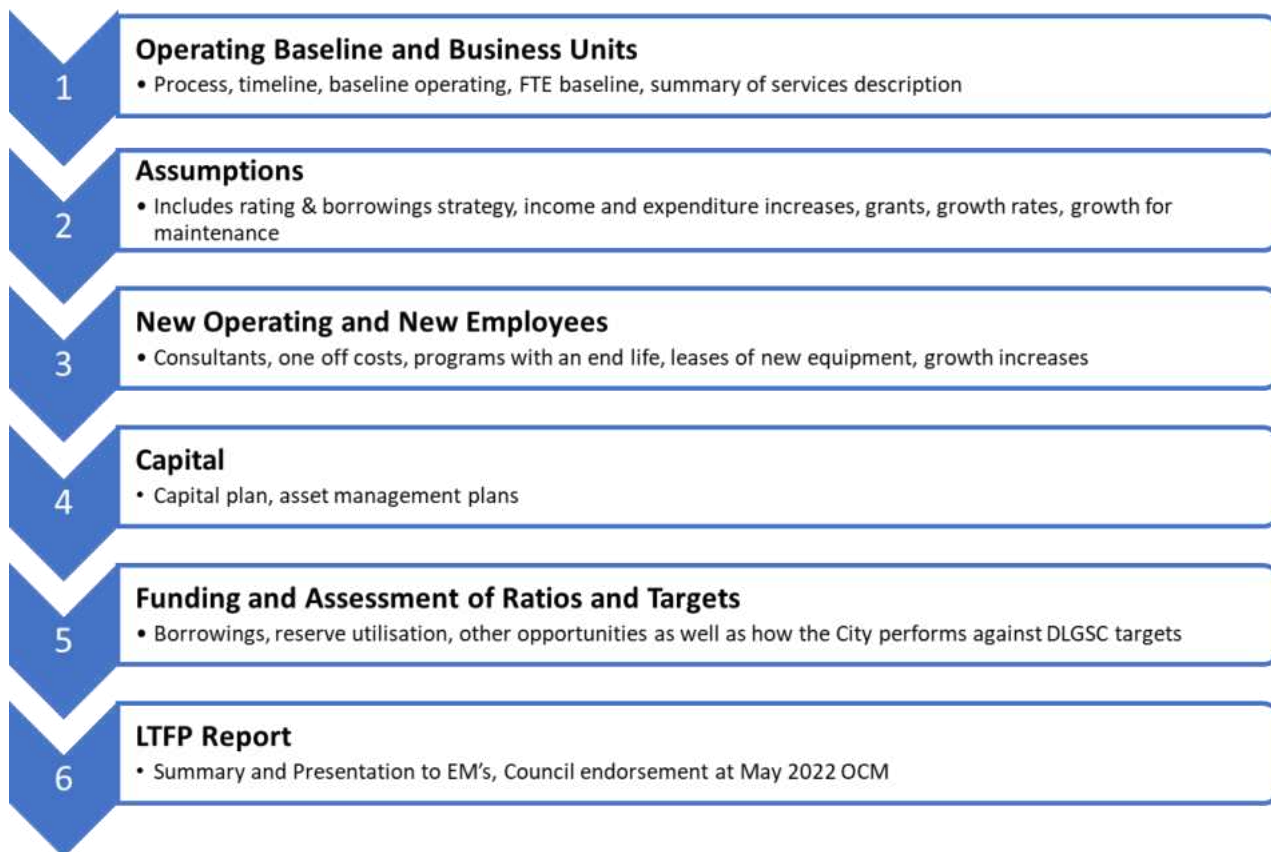 1
Operating Baseline and Business Units
• Process, timeline, baseline operating, FTE baseline, summary of services description
2
Assumptions
• Includes rating & borrowings strategy, income and expenditure increases, grants, growth rates, growth for
maintenance
3
New Operating and New Employees
• Consultants, one off costs, programs with an end life, leases of new equipment, growth increases
4
Capital
• Capital plan, asset management plans
5
Funding and Assessment of Ratios and Targets
• Borrowings, reserve utilisation, other opportunities as well as how the City performs against DLGSC targets
6
LTFP Report
• Summary and Presentation to EM's, Council endorsement at May 2022 OCM